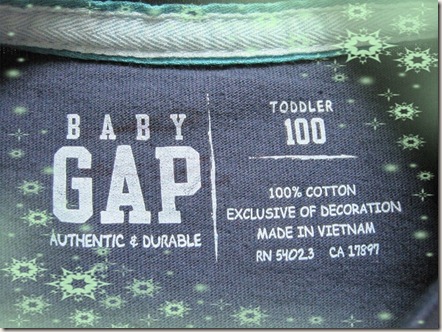 BABY
GAP
AUTHENTIC & DURABLE
TODDLER
100
100% COTTON
EXCLUSIVE OF DECORATION
MADE IN VIETNAM
RN 54023 CA 17897